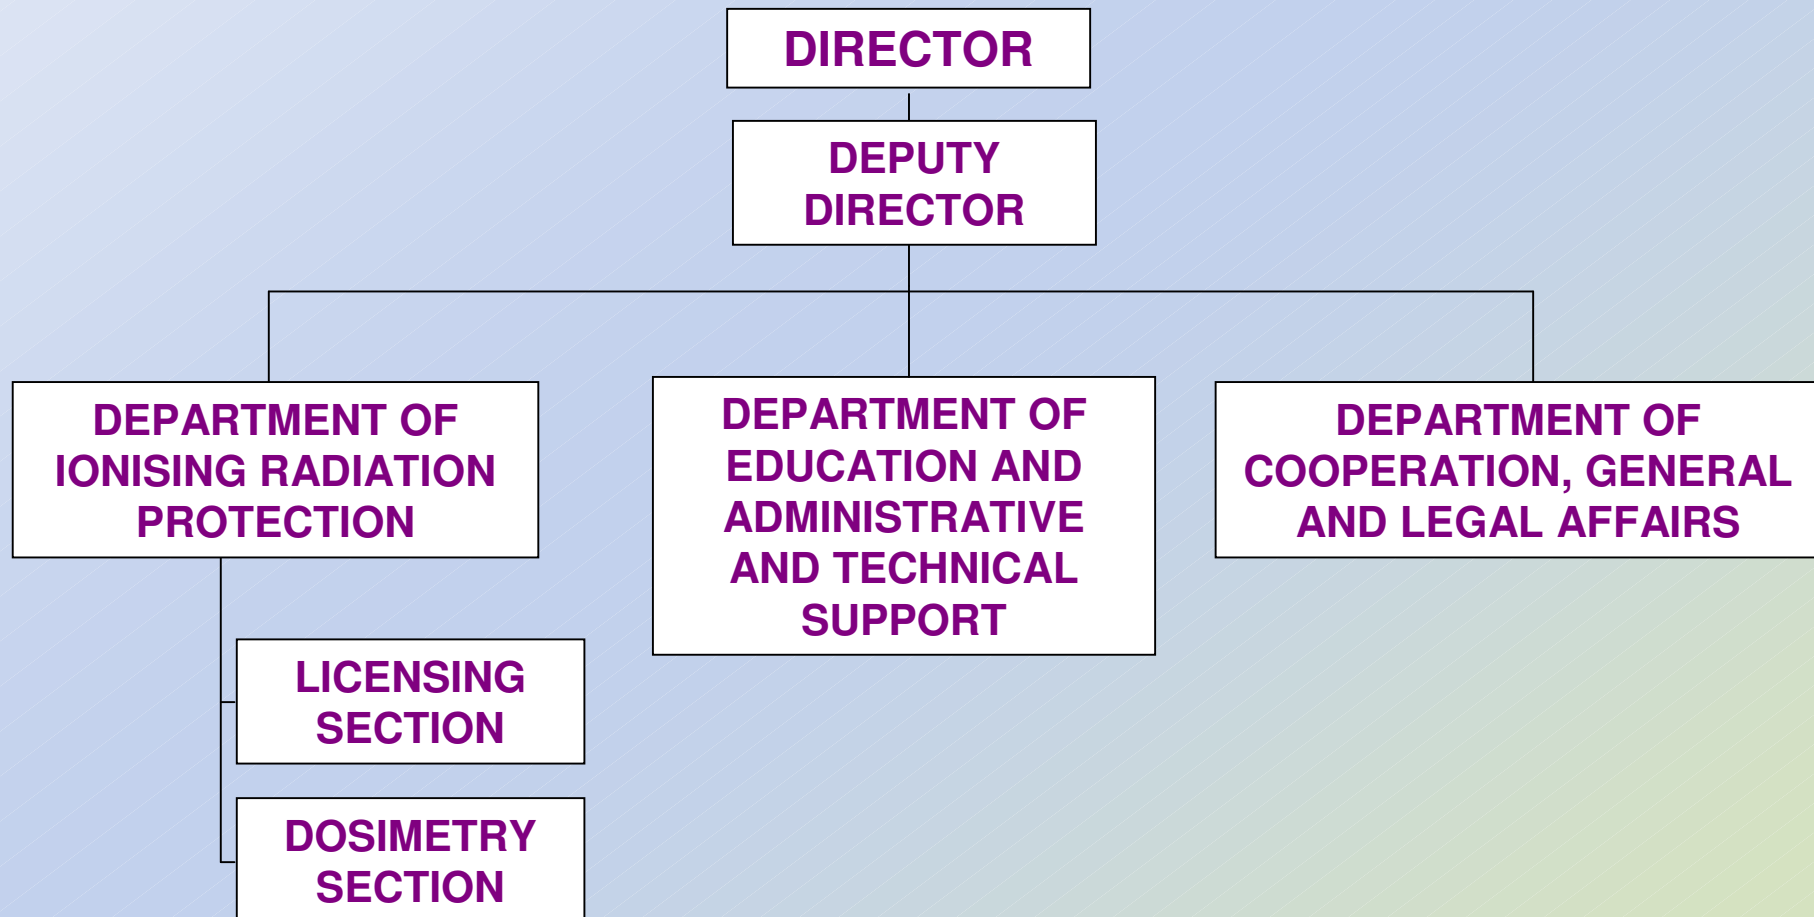 DIRECTOR
DEPUTY
DIRECTOR
DEPARTMENT OF
IONISING RADIATION
PROTECTION
DEPARTMENT OF
EDUCATION AND
ADMINISTRATIVE
AND TECHNICAL
SUPPORT
DEPARTMENT OF
COOPERATION, GENERAL
AND LEGAL AFFAIRS
LICENSING
SECTION
DOSIMETRY
SECTION